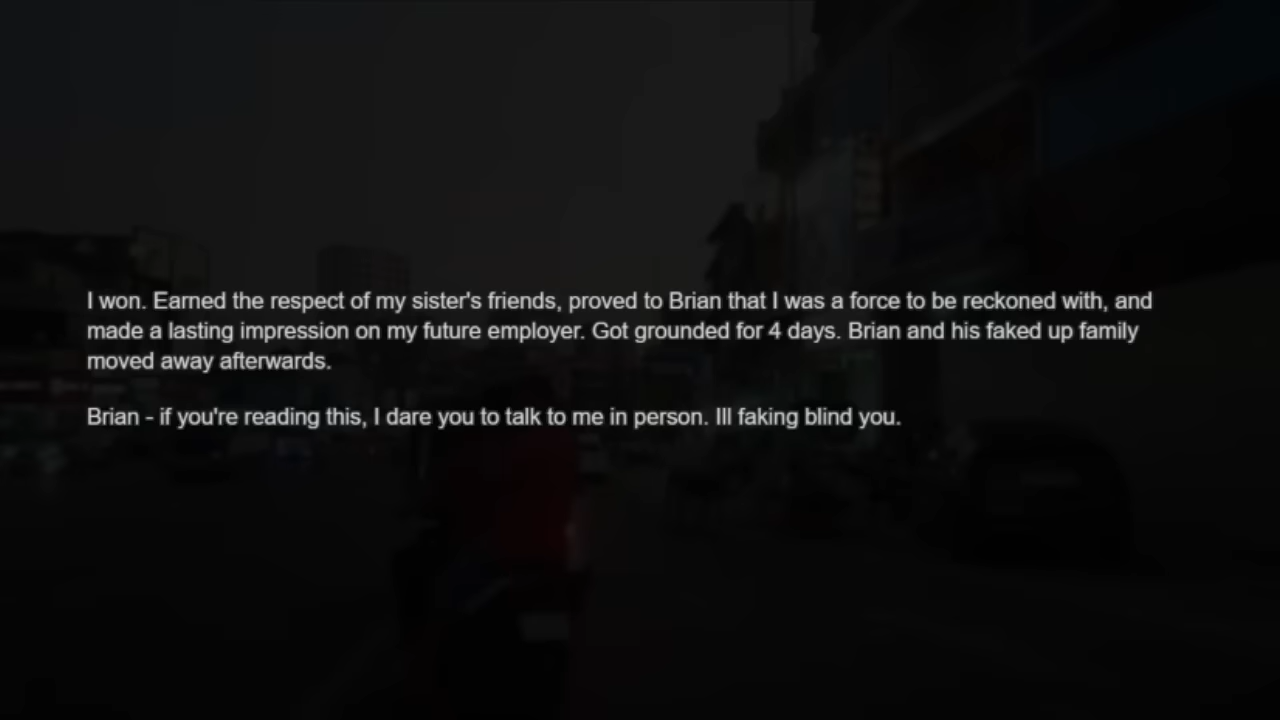 I won. Earned the respect of my sister's friends, proved to Brian that I was a force to be reckoned with, and
made a lasting impression on my future employer. Got grounded for 4 days. Brian and his faked up family
moved away afterwards.
Brian - if you're reading this, I dare you to talk to me in person. Ill faking blind you.